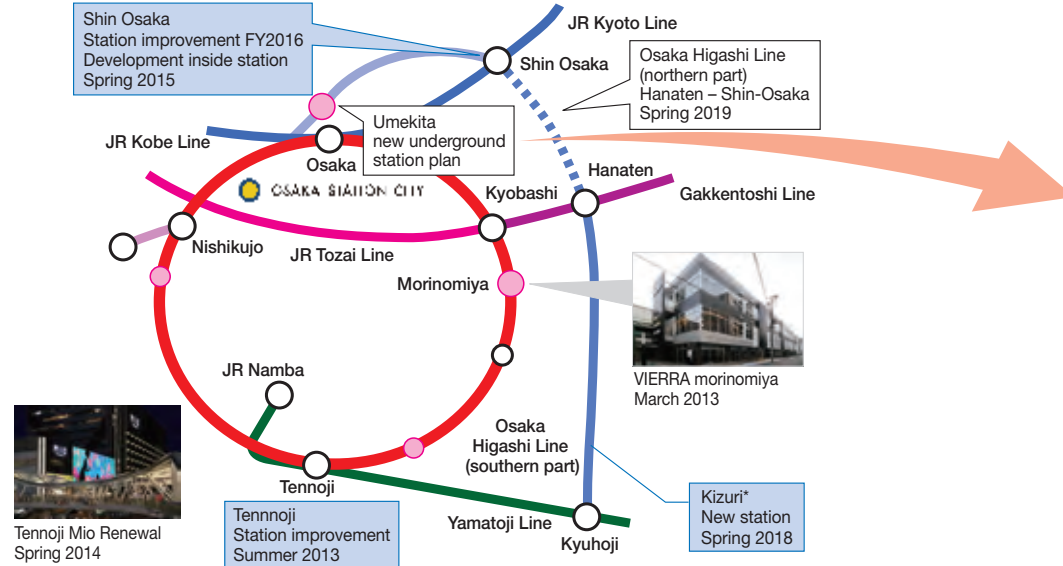 Shin Osaka
Station improvement FY2016
Development inside station
Spring 2015
JR Kyoto Line
Shin Osaka
Osaka Higashi Line
(northern part)
Hanaten – Shin-Osaka
Spring 2019
JR Kobe Line
Osaka
Umekita
new underground
station plan
OSAKA STATION CITY
Kyobashi
Hanaten
Gakkentoshi Line
Nishikujo
JR Tozai Line
Morinomiya
VIERRA morinomiya
March 2013
JR Namba
Osaka
Higashi Line
(southern part)
Tennoji
Tennoji Mio Renewal
Spring 2014
Tennnoji
Station improvement
Summer 2013
Yamatoji Line
Kyuhoji
Kizuri*
New station
Spring 2018